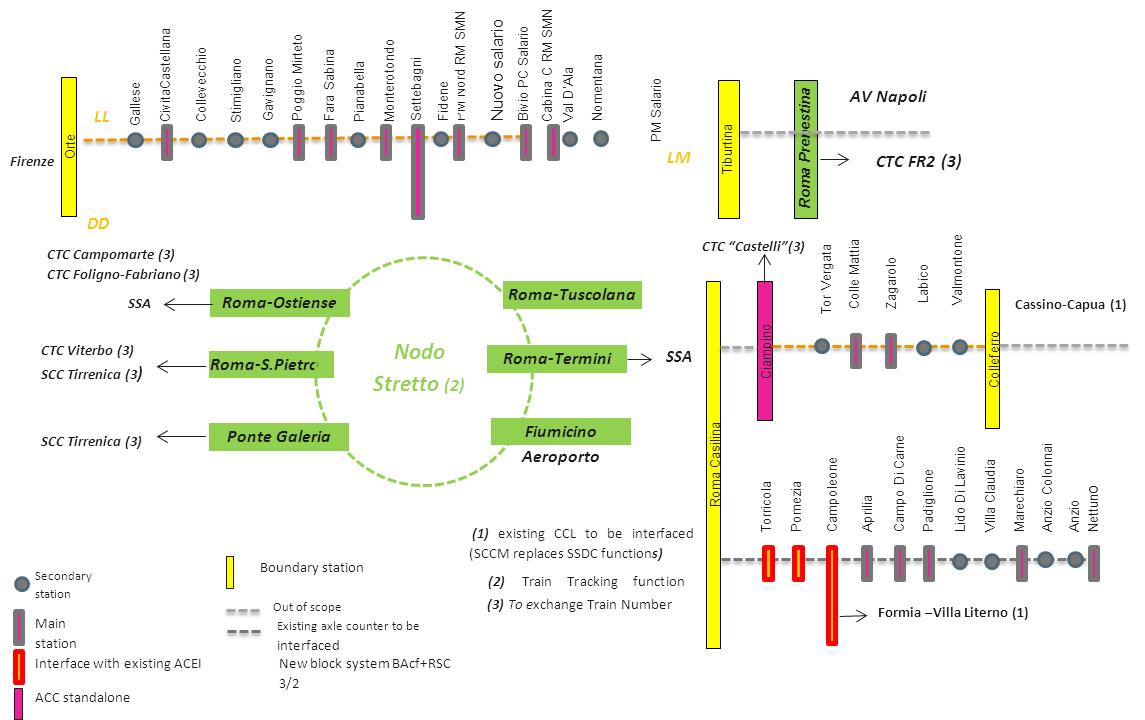 LL
Firenze
Orte
DD
Gallese
CivitaCastellana
Collevecchio
Stimigliano
Gavignano
Poggio Mirteto
Fara Sabina
Pianabella
Monterotondo
Settebagni
Fidene
PM Nord RM SMN
Nuovo salario
Bivio PC Salario
Cabina C RM SMN
Val D'Ala
Nomentana
PM Salario
LM
Tiburtina
Roma Prenestina
AV Napoli
CTC FR2 (3)
CTC Campomarte (3)
CTC Foligno-Fabriano (3)
SSA
Roma-Ostiense
CTC Viterbo (3)
SCC Tirrenica (3)
Roma-S.Pietro
SCC Tirrenica (3)
Ponte Galeria
Nodo
Stretto (2)
Roma-Tuscolana
Roma-Termini
SSA
Fiumicino
Aeroporto
CTC “Castelli”(3)
Roma Casilina
Ciampino
Tor Vergata
Colle Mattia
Zagarolo
Labico
Valmontone
Colleferro
Cassino-Capua (1)
Torricola
Pomezia
Campoleone
Aprilia
Campo Di Carne
Padiglione
Lido Di Lavinio
Villa Claudia
Marechiaro
Anzio Colonnai
Anzio
NettunO
Formia –Villa Literno (1)
(1) existing CCL to be interfaced
(SCCM replaces SSDC functions)
(2) Train Tracking function
(3) To exchange Train Number
Secondary
station
Main
station
Interface with existing ACEI
ACC standalone
Boundary station
Out of scope
Existing axle counter to be
interfaced
New block system BAcf+RSC
3/2